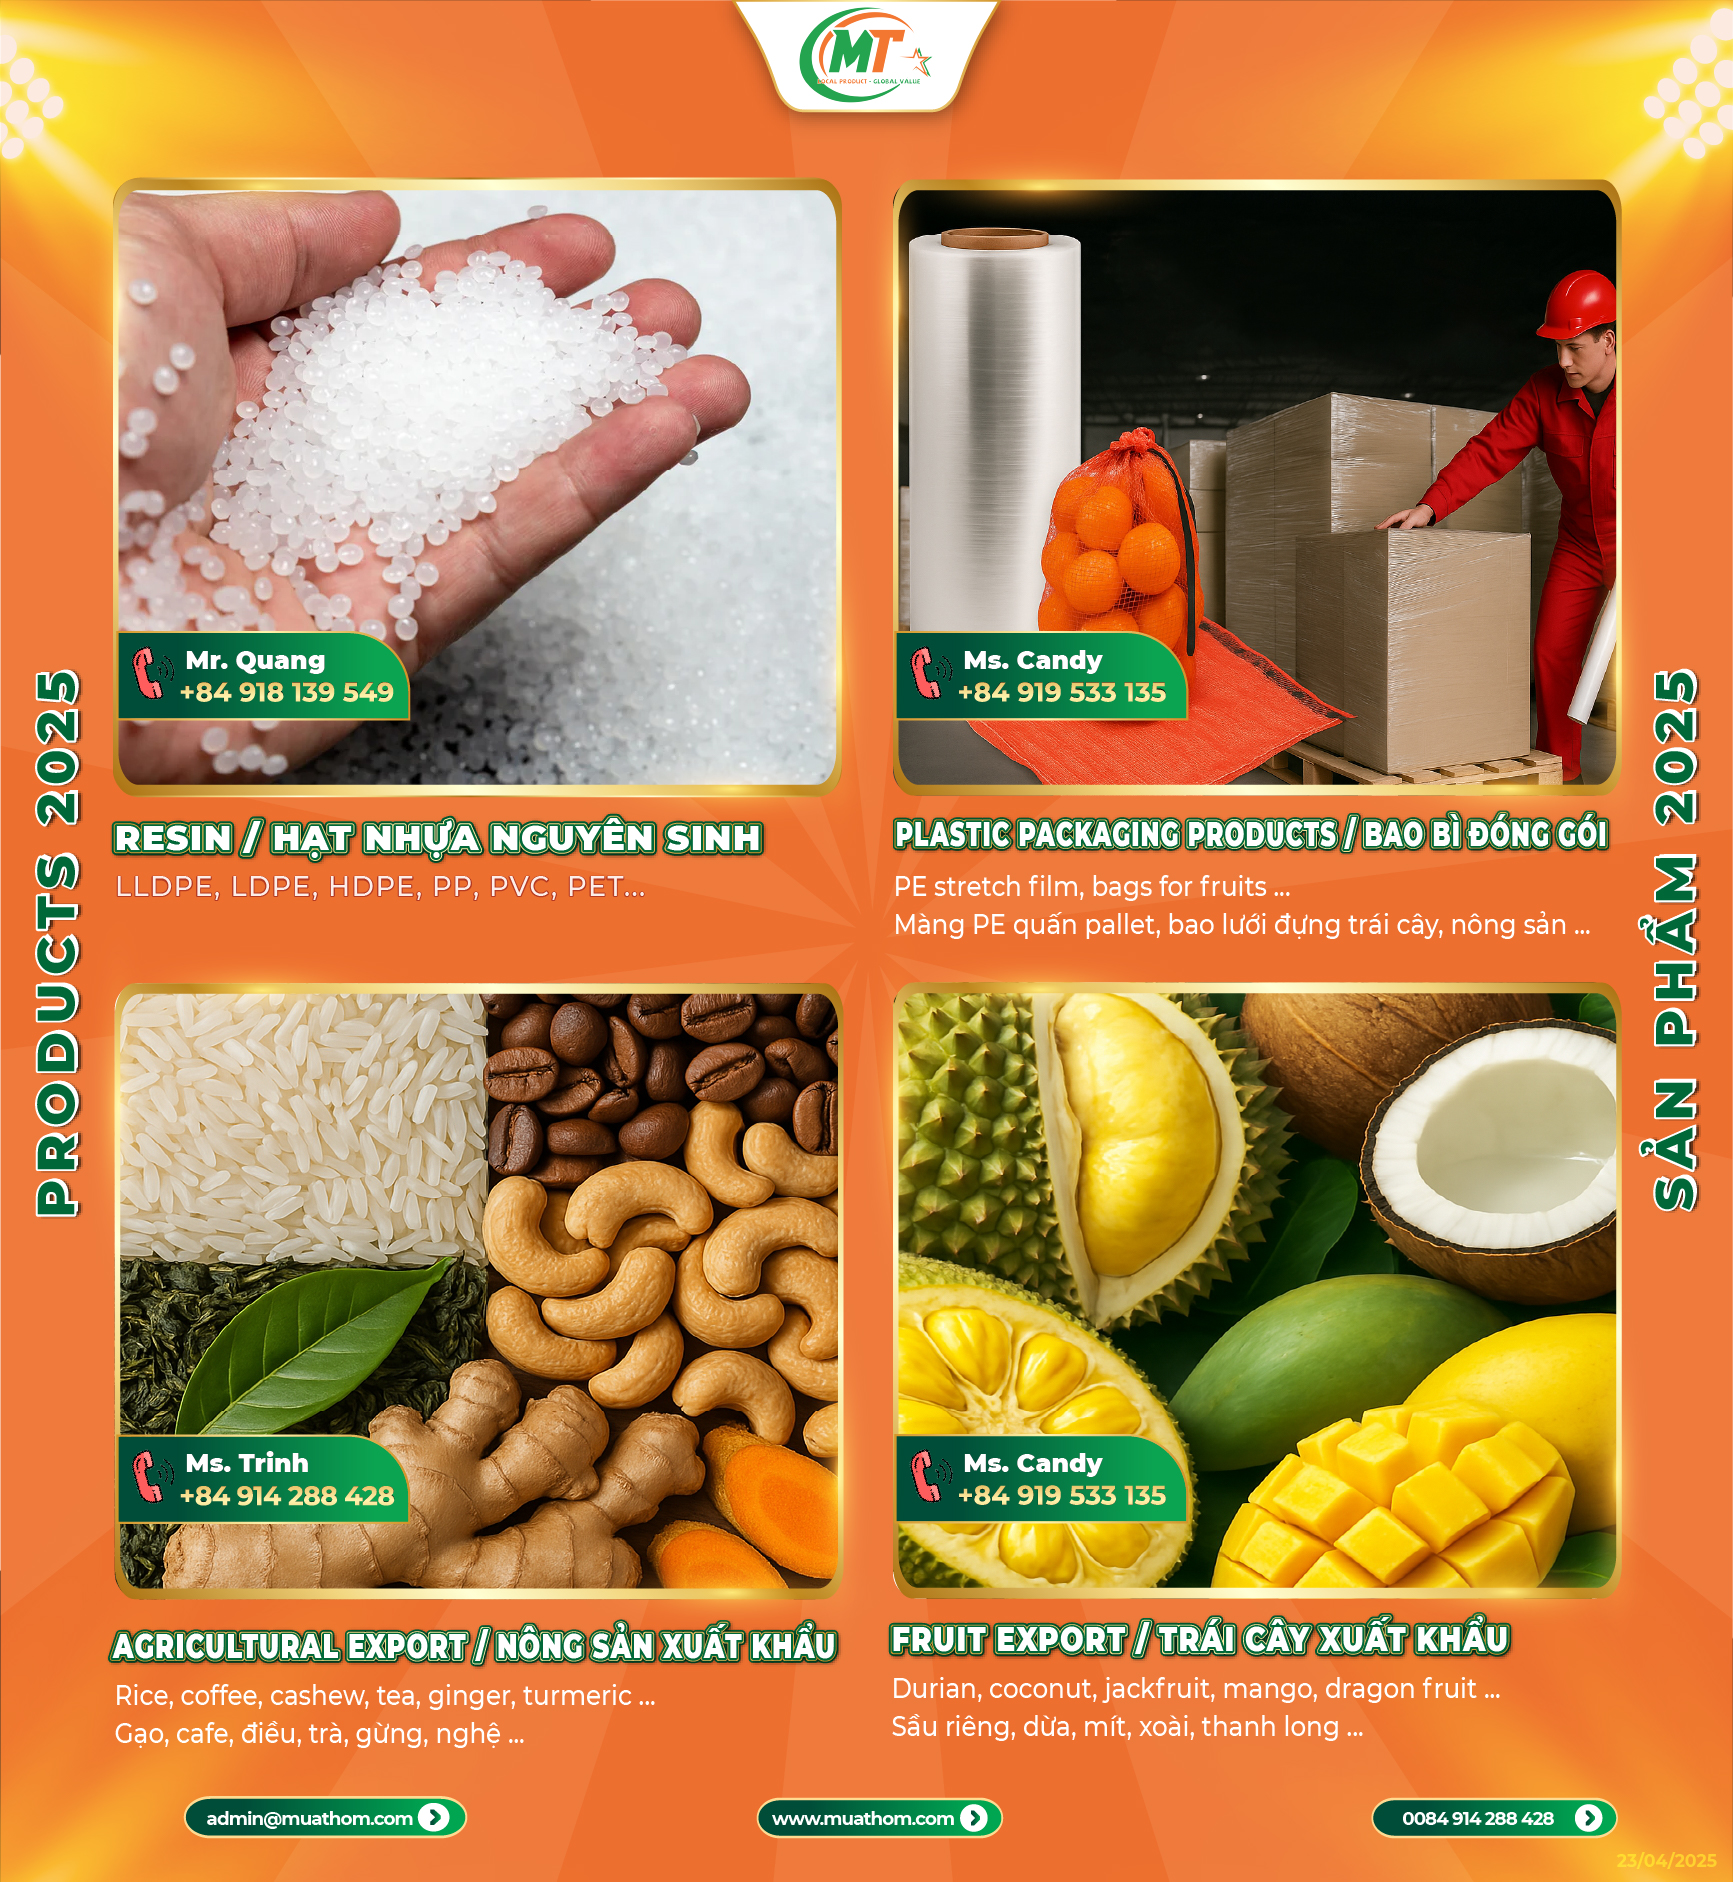 MT
LOCAL PRODUCT - GLOBAL VALUE
PRODUCTS 2025
SẢN PHẨM 2025
Mr. Quang
+84 918 139 549
RESIN / HẠT NHỰA NGUYÊN SINH
LLDPE, LDPE, HDPE, PP, PVC, PET...
Ms. Candy
+84 919 533 135
PLASTIC PACKAGING PRODUCTS / BAO BÌ ĐÓNG GÓI
PE stretch film, bags for fruits ...
Màng PE quấn pallet, bao lưới đựng trái cây, nông sản ...
Ms. Trinh
+84 914 288 428
AGRICULTURAL EXPORT / NÔNG SẢN XUẤT KHẨU
Rice, coffee, cashew, tea, ginger, turmeric ...
Gạo, cafe, điều, trà, gừng, nghệ ...
Ms. Candy
+84 919 533 135
FRUIT EXPORT / TRÁI CÂY XUẤT KHẨU
Durian, coconut, jackfruit, mango, dragon fruit ...
Sầu riêng, dừa, mít, xoài, thanh long ...
admin@muathom.com
www.muathom.com
0084 914 288 428
23/04/2025